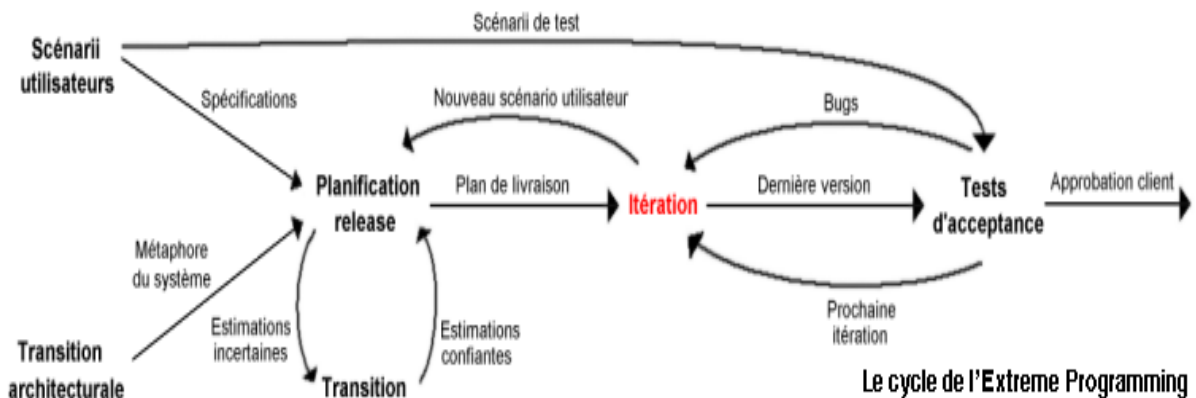 Scénarii de test
Scénarii
utilisateurs
Spécifications
Nouveau scénario utilisateur
Bugs
Planification
release
Plan de livraison
Itération
Dernière version
Tests
d'acceptance
Approbation client
Métaphore
du système
Estimations
incertaines
Estimations
confiantes
Prochaine
itération
Transition
architecturale
Transition
Le cycle de l'Extreme Programming